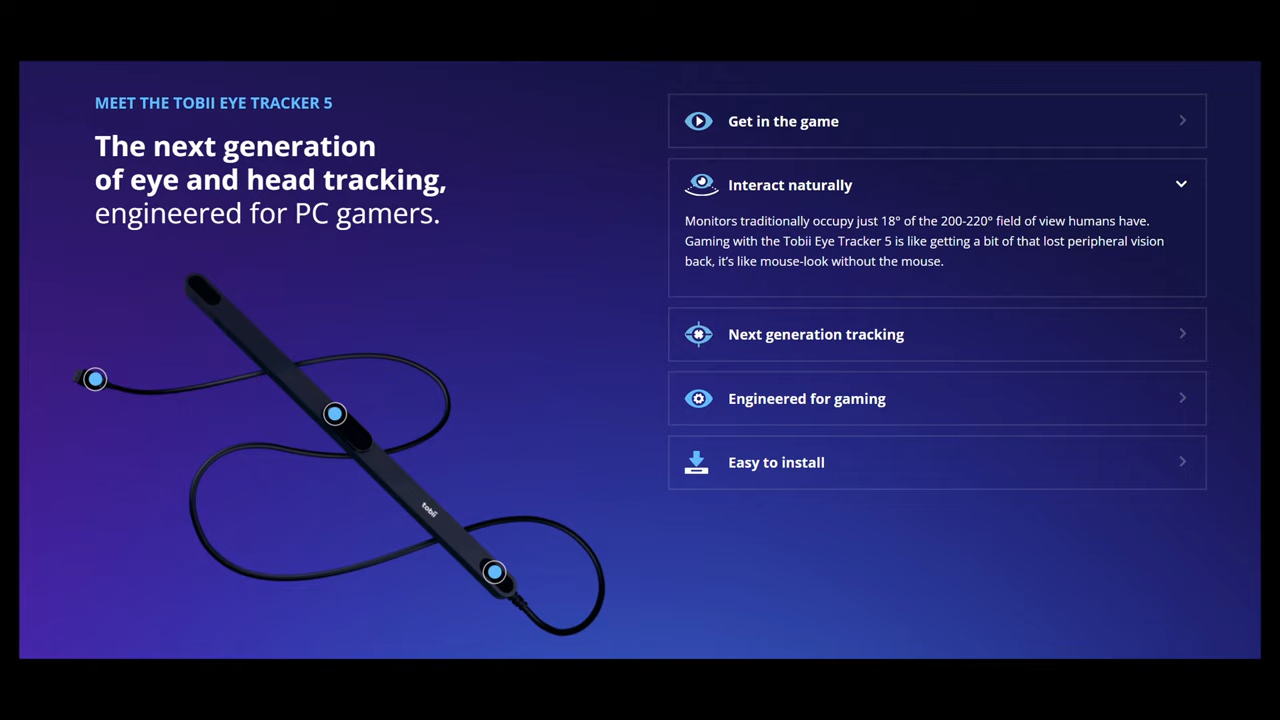 MEET THE TOBII EYE TRACKER 5
The next generation
of eye and head tracking,
engineered for PC gamers.
tobii
Get in the game
Interact naturally
Monitors traditionally occupy just 18° of the 200-220° field of view humans have.
Gaming with the Tobii Eye Tracker 5 is like getting a bit of that lost peripheral vision
back, it’s like mouse-look without the mouse.
Next generation tracking
Engineered for gaming
Easy to install